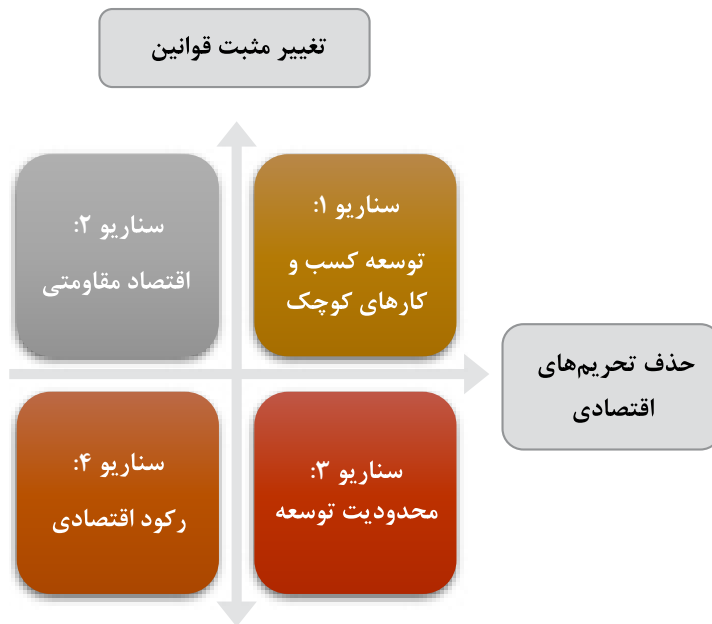 تغییر مثبت قوانین
سناریو ۱:
توسعه کسب و
کارهای کوچک
سناریو ۲:
اقتصاد مقاومتی
حذف تحریم‌های
اقتصادی
سناریو ۳:
محدودیت توسعه
سناریو ۴:
رکود اقتصادی